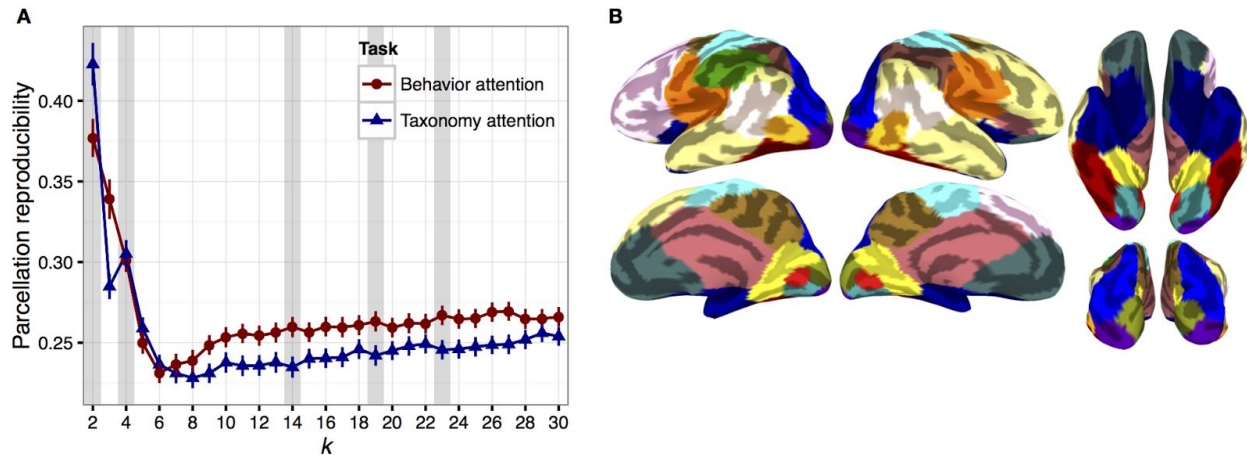 A
B
Task
Behavior attention
Taxonomy attention
Parcellation reproducibility
0.40
0.35
0.30
0.25
2 4 6 8 10 12 14 16 18 20 22 24 26 28 30
k